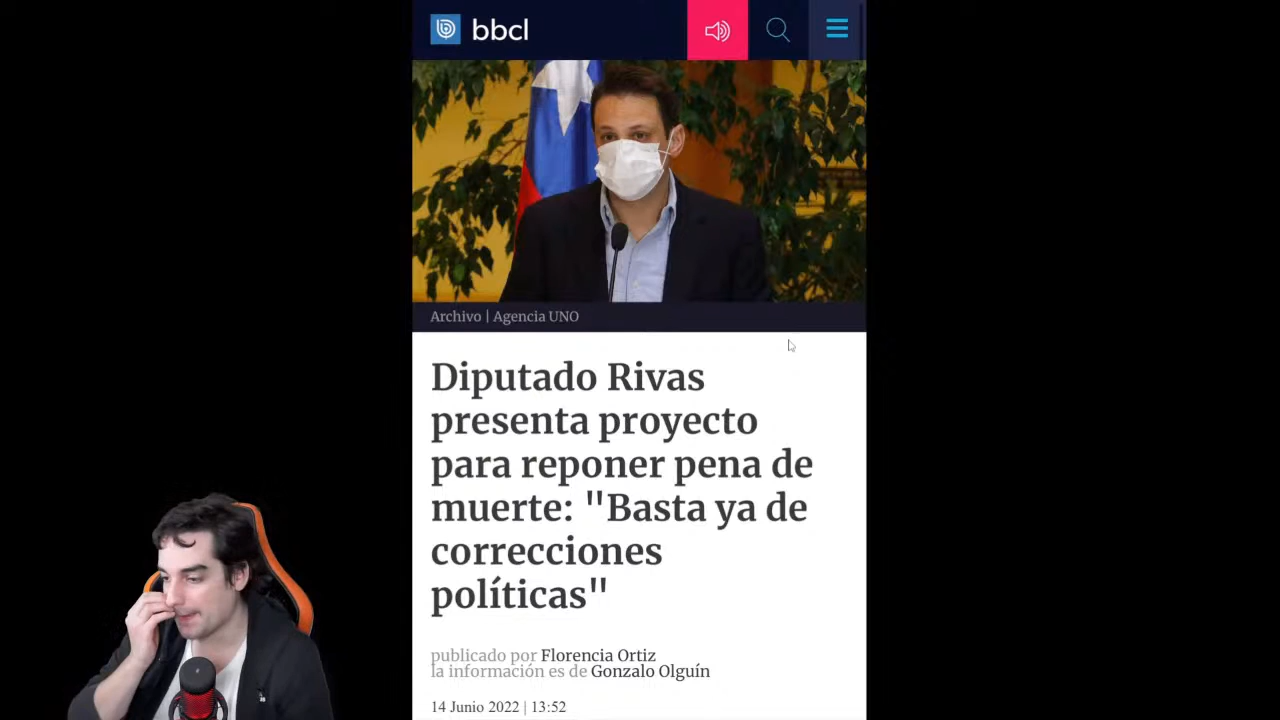 bbcl
Archivo | Agencia UNO
Diputado Rivas
presenta proyecto
para reponer pena de
muerte: "Basta ya de
correcciones
políticas"
publicado por Florencia Ortiz
la información es de Gonzalo Olguín
14 Junio 2022 | 13:52